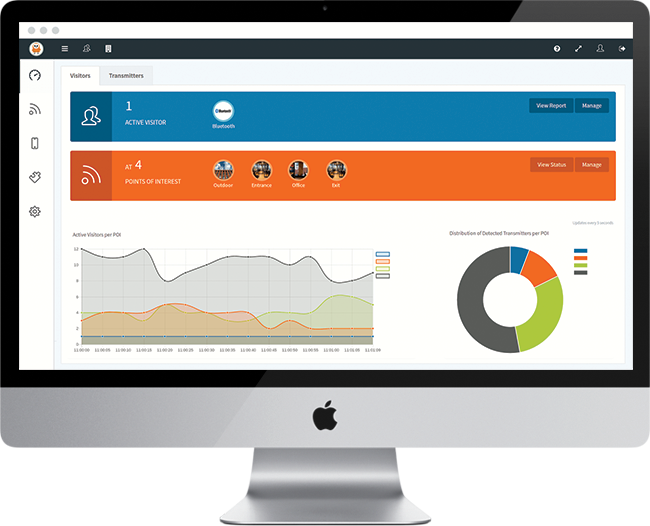 Visitors
Transmitters
1
ACTIVE VISITOR
Bluetooth
Bluetooth
View Report
Manage
AT 4
POINTS OF INTEREST
Outdoor
Entrance
Office
Exit
View Status
Manage
Updates every 5 seconds
Active Visitors per POI
Distribution of Detected Transmitters per POI
12
10
8
6
4
2
0
11:00:00 11:00:05 11:00:10 11:00:15 11:00:20 11:00:25 11:00:30 11:00:35 11:00:40 11:00:45 11:00:50 11:00:55 11:01:00 11:01:05 11:01:09